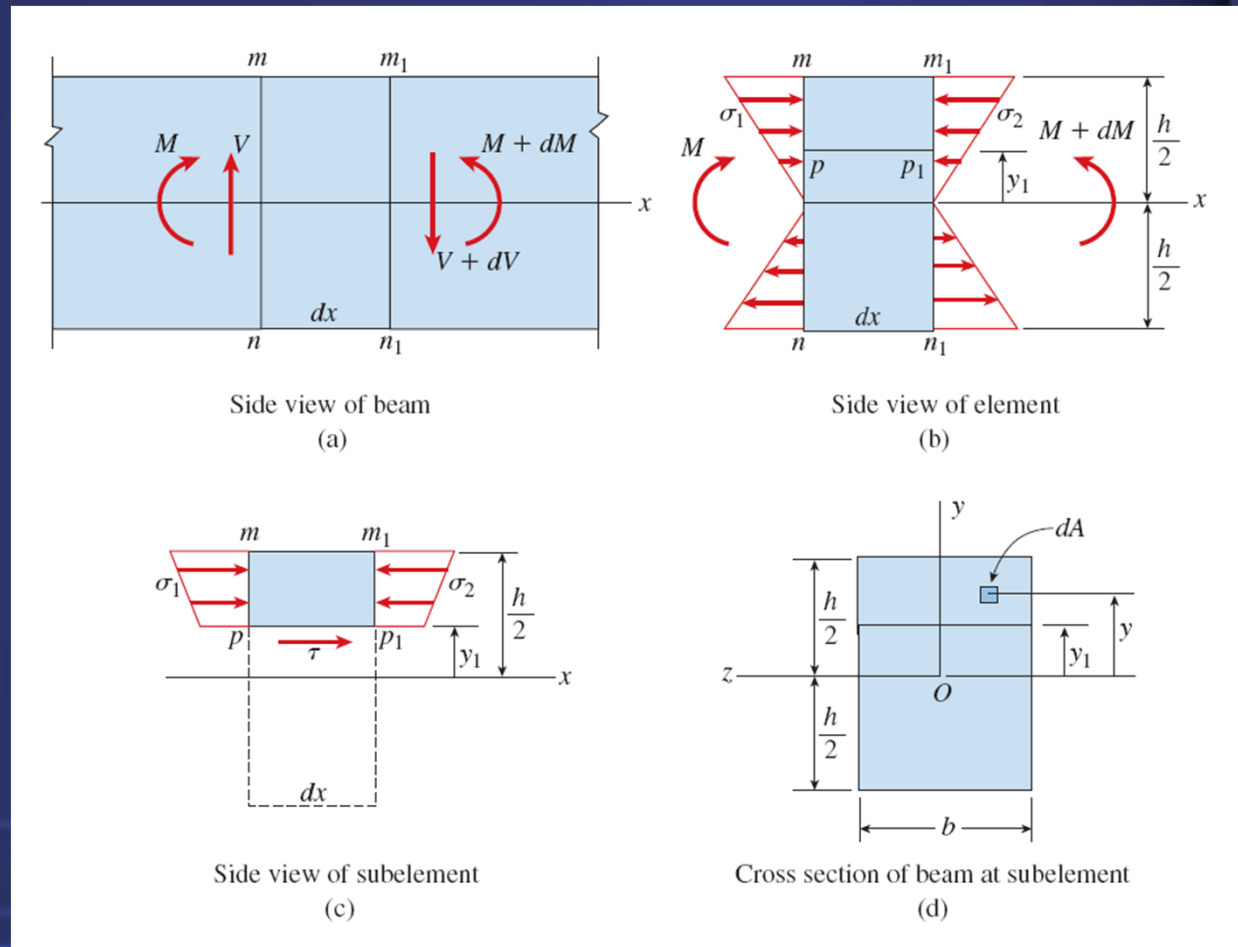 m m₁
M V M + dM
x
V + dV
dx
n n₁
Side view of beam
(a)
m m₁
σ₁ σ₂ M + dM h
M 2
p p₁ y₁
x
h
2
dx
n n₁
Side view of element
(b)
m m₁
σ₁ σ₂ h
2
p τ p₁ y₁
x
dx
Side view of subelement
(c)
y
dA
h
2 y₁ y
z O
h
2
b
Cross section of beam at subelement
(d)